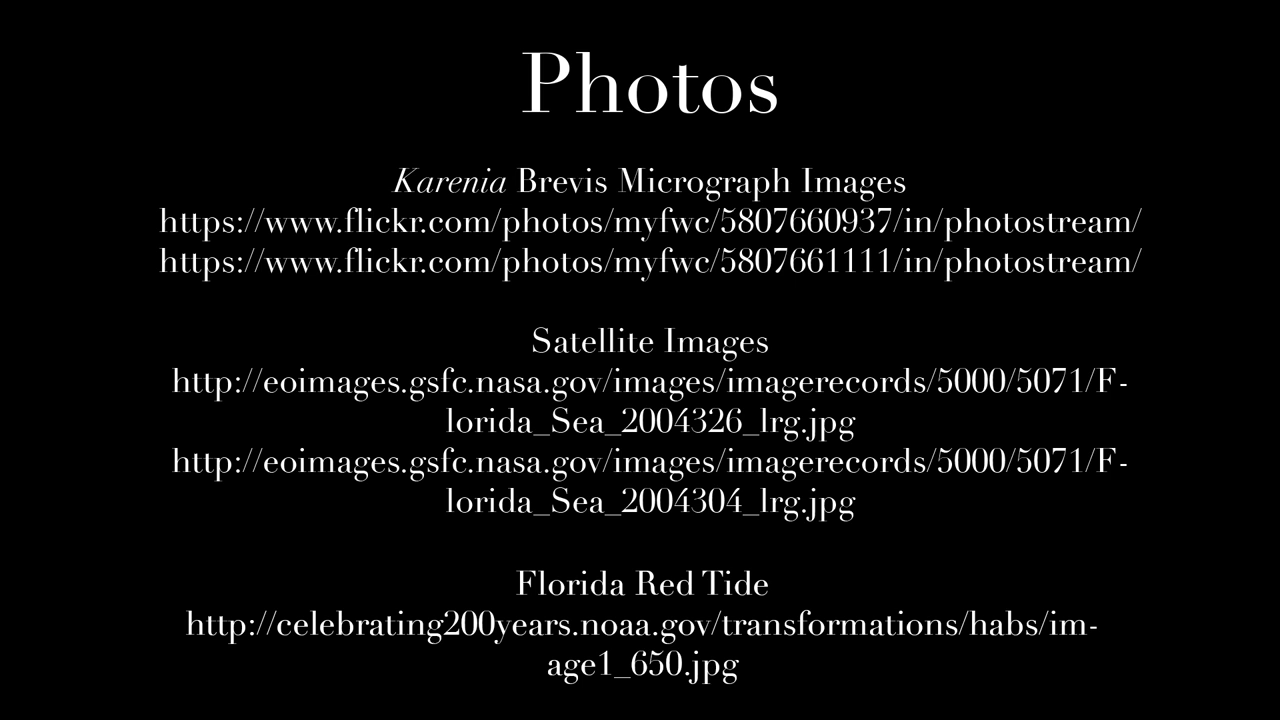 Photos
Karenia Brevis Micrograph Images
https://www.flickr.com/photos/myfwc/5807660937/in/photostream/
https://www.flickr.com/photos/myfwc/5807661111/in/photostream/
Satellite Images
http://eoimages.gsfc.nasa.gov/images/imagerecords/5000/5071/F-
lorida_Sea_2004326_lrg.jpg
http://eoimages.gsfc.nasa.gov/images/imagerecords/5000/5071/F-
lorida_Sea_2004304_lrg.jpg
Florida Red Tide
http://celebrating200years.noaa.gov/transformations/habs/im-
age1_650.jpg